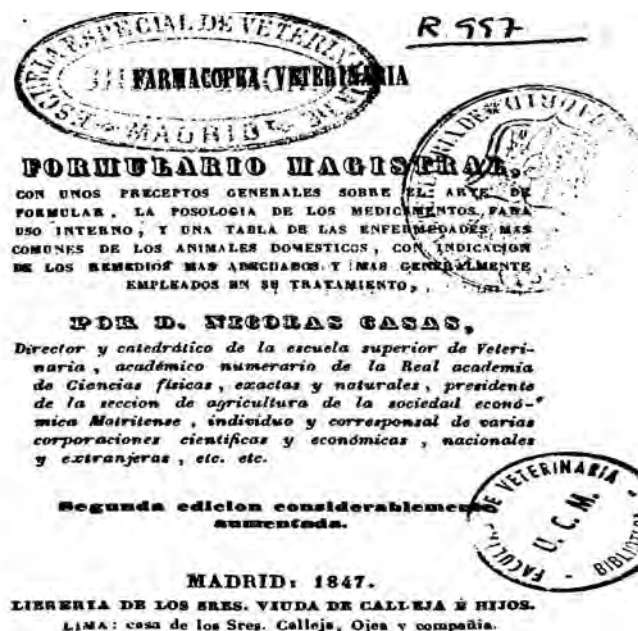 R. 997
ESCUELA ESPECIAL DE VETERINARIA DE
MADRID
FARMACOPEA VETERINARIA
FORMULARIO MAGISTRAL,
CON UNOS PRECEPTOS GENERALES SOBRE EL ARTE DE
FORMULAR, LA POSOLOGIA DE LOS MEDICAMENTOS PARA
USO INTERNO, Y UNA TABLA DE LAS ENFERMEDADES MAS
COMUNES DE LOS ANIMALES DOMESTICOS, CON INDICACION
DE LOS REMEDIOS MAS ADECUADOS Y MAS GENERALMENTE
EMPLEADOS EN SU TRATAMIENTO,
POR D. NICOLAS CASAS,
Director y catedrático de la escuela superior de Veteri-
naria, académico numerario de la Real academia
de Ciencias físicas, exactas y naturales, presidente
de la seccion de agricultura de la sociedad econó-
mica Matritense, individuo y corresponsal de varias
corporaciones científicas y económicas, nacionales
y extranjeras, etc. etc.
Segunda edicion considerablemente
aumentada.
DE VETERINARIA
U. C. M.
MADRID: 1847.
LIBRERIA DE LOS SRES. VIUDA DE CALLEJA É HIJOS.
LIMA: casa de los Sres. Calleja, Ojea y compañia.